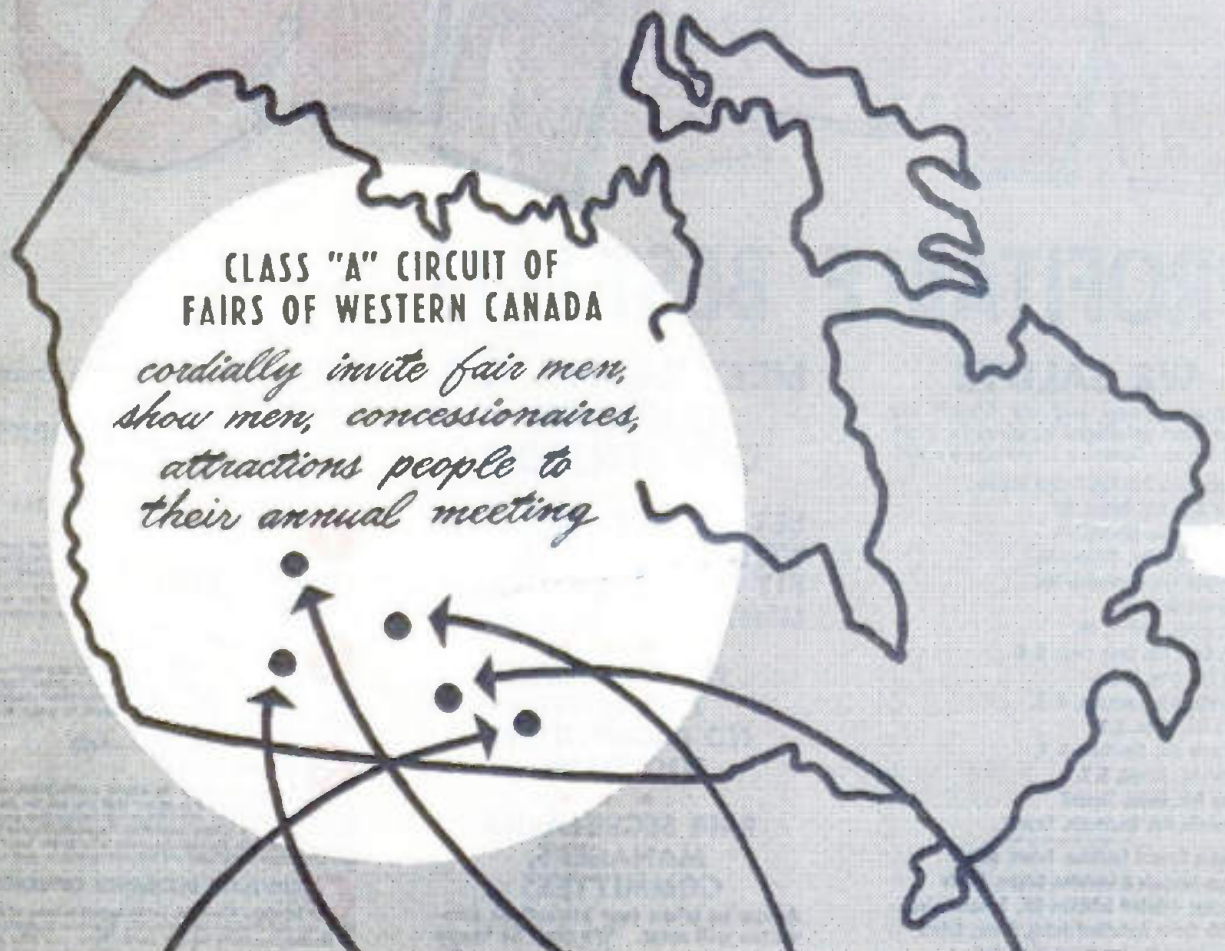 CLASS "A" CIRCUIT OF
FAIRS OF WESTERN CANADA
cordially invite fair men,
show men, concessionaires,
attractions people to
their annual meeting